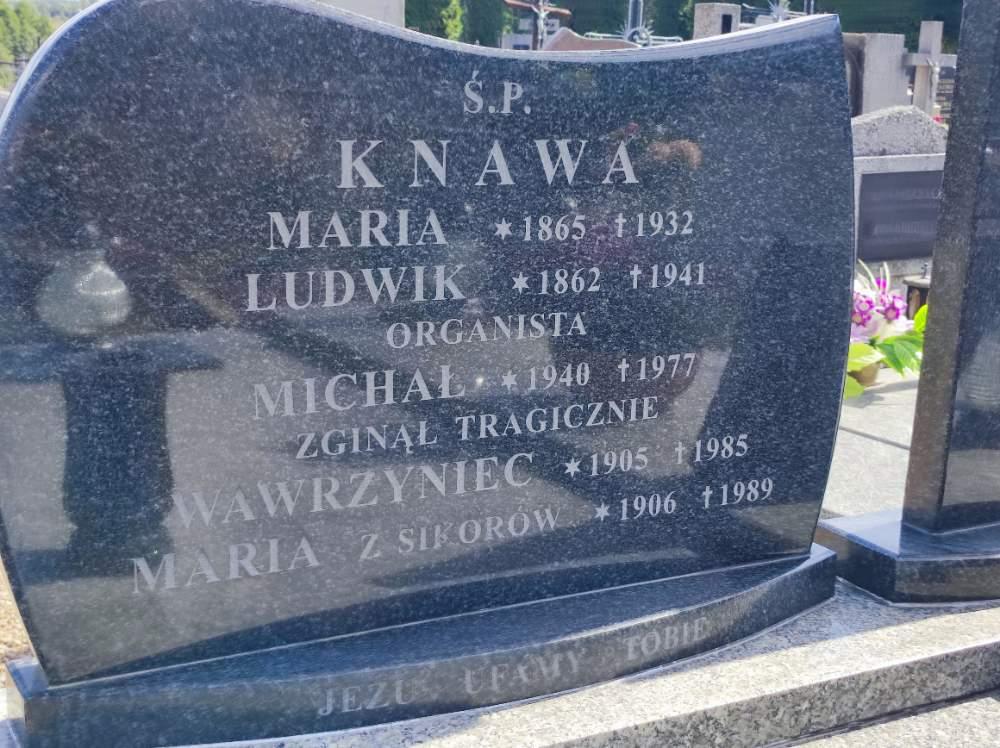 Ś.P.
KNAWA
MARIA ✶1865 †1932
LUDWIK ✶1862 †1941
ORGANISTA
MICHAŁ ✶1940 †1977
ZGINĄŁ TRAGICZNIE
WAWRZYNIEC ✶1905 †1985
MARIA Z SIKORÓW ✶1906 †1989
JEZU UFAMY TOBIE